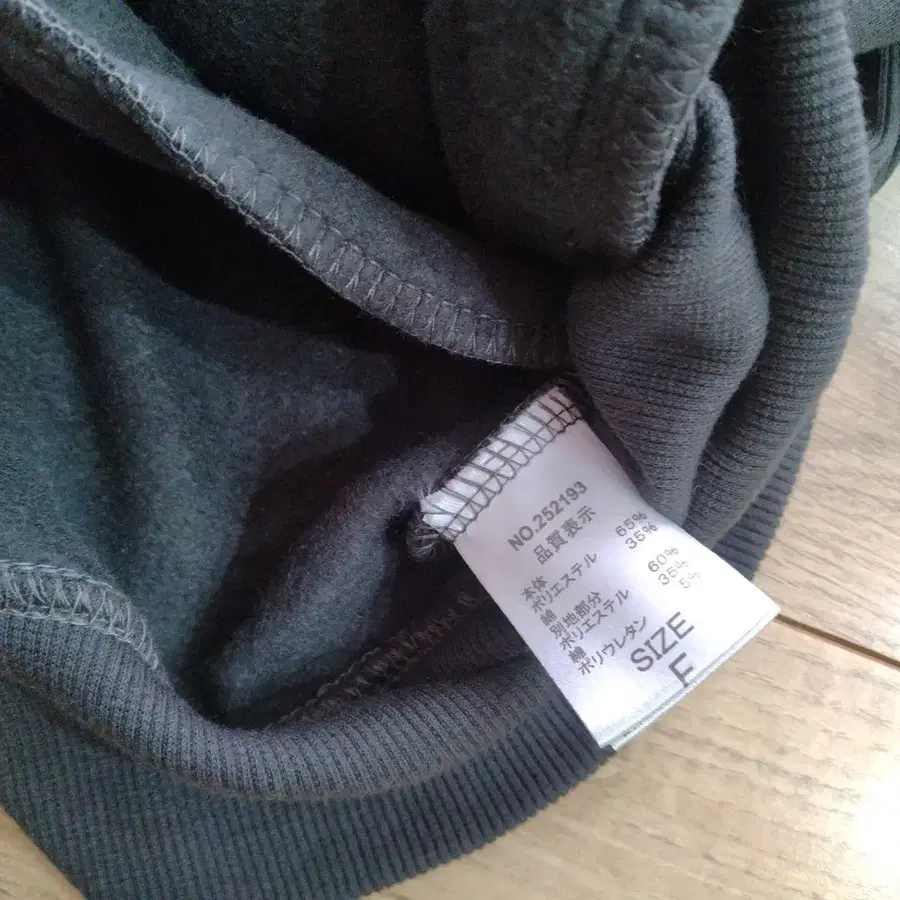 NO.252193
品質表示
本体
ポリエステル 65%
綿 35%
別地部分
ポリエステル 60%
綿 35%
ポリウレタン 5%
SIZE
F